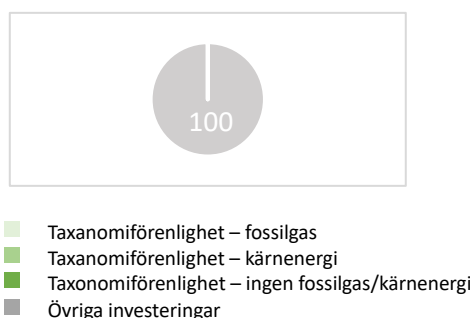 100
Taxanomiförenlighet – fossilgas
Taxanomiförenlighet – kärnenergi
Taxonomiförenlighet – ingen fossilgas/kärnenergi
Övriga investeringar